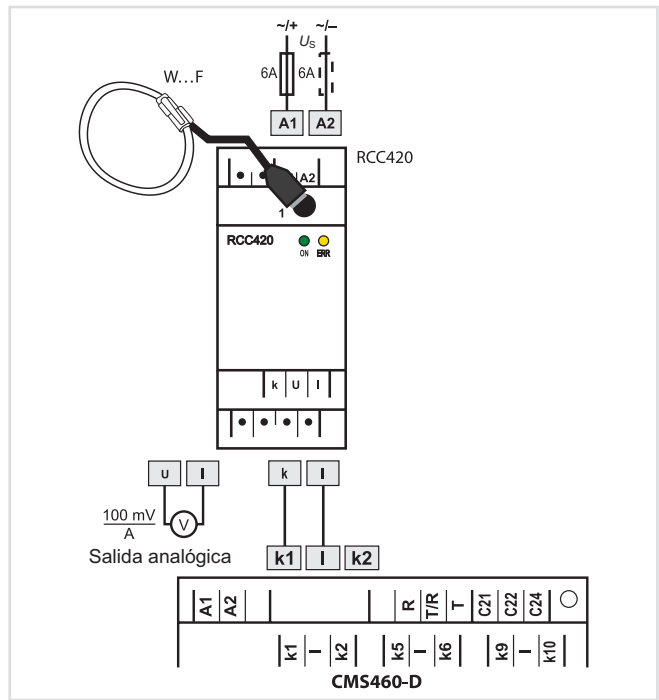 ~/+ ~/–
US
6A 6A
W…F
A1 A2
RCC420
A2
1
RCC420
ON ERR
k U l
U l k l
100 mV
A
V
Salida analógica
k1 l k2
A1 A2 R T/R T C21 C22 C24
k1 l k2 k5 l k6 k9 l k10
CMS460-D